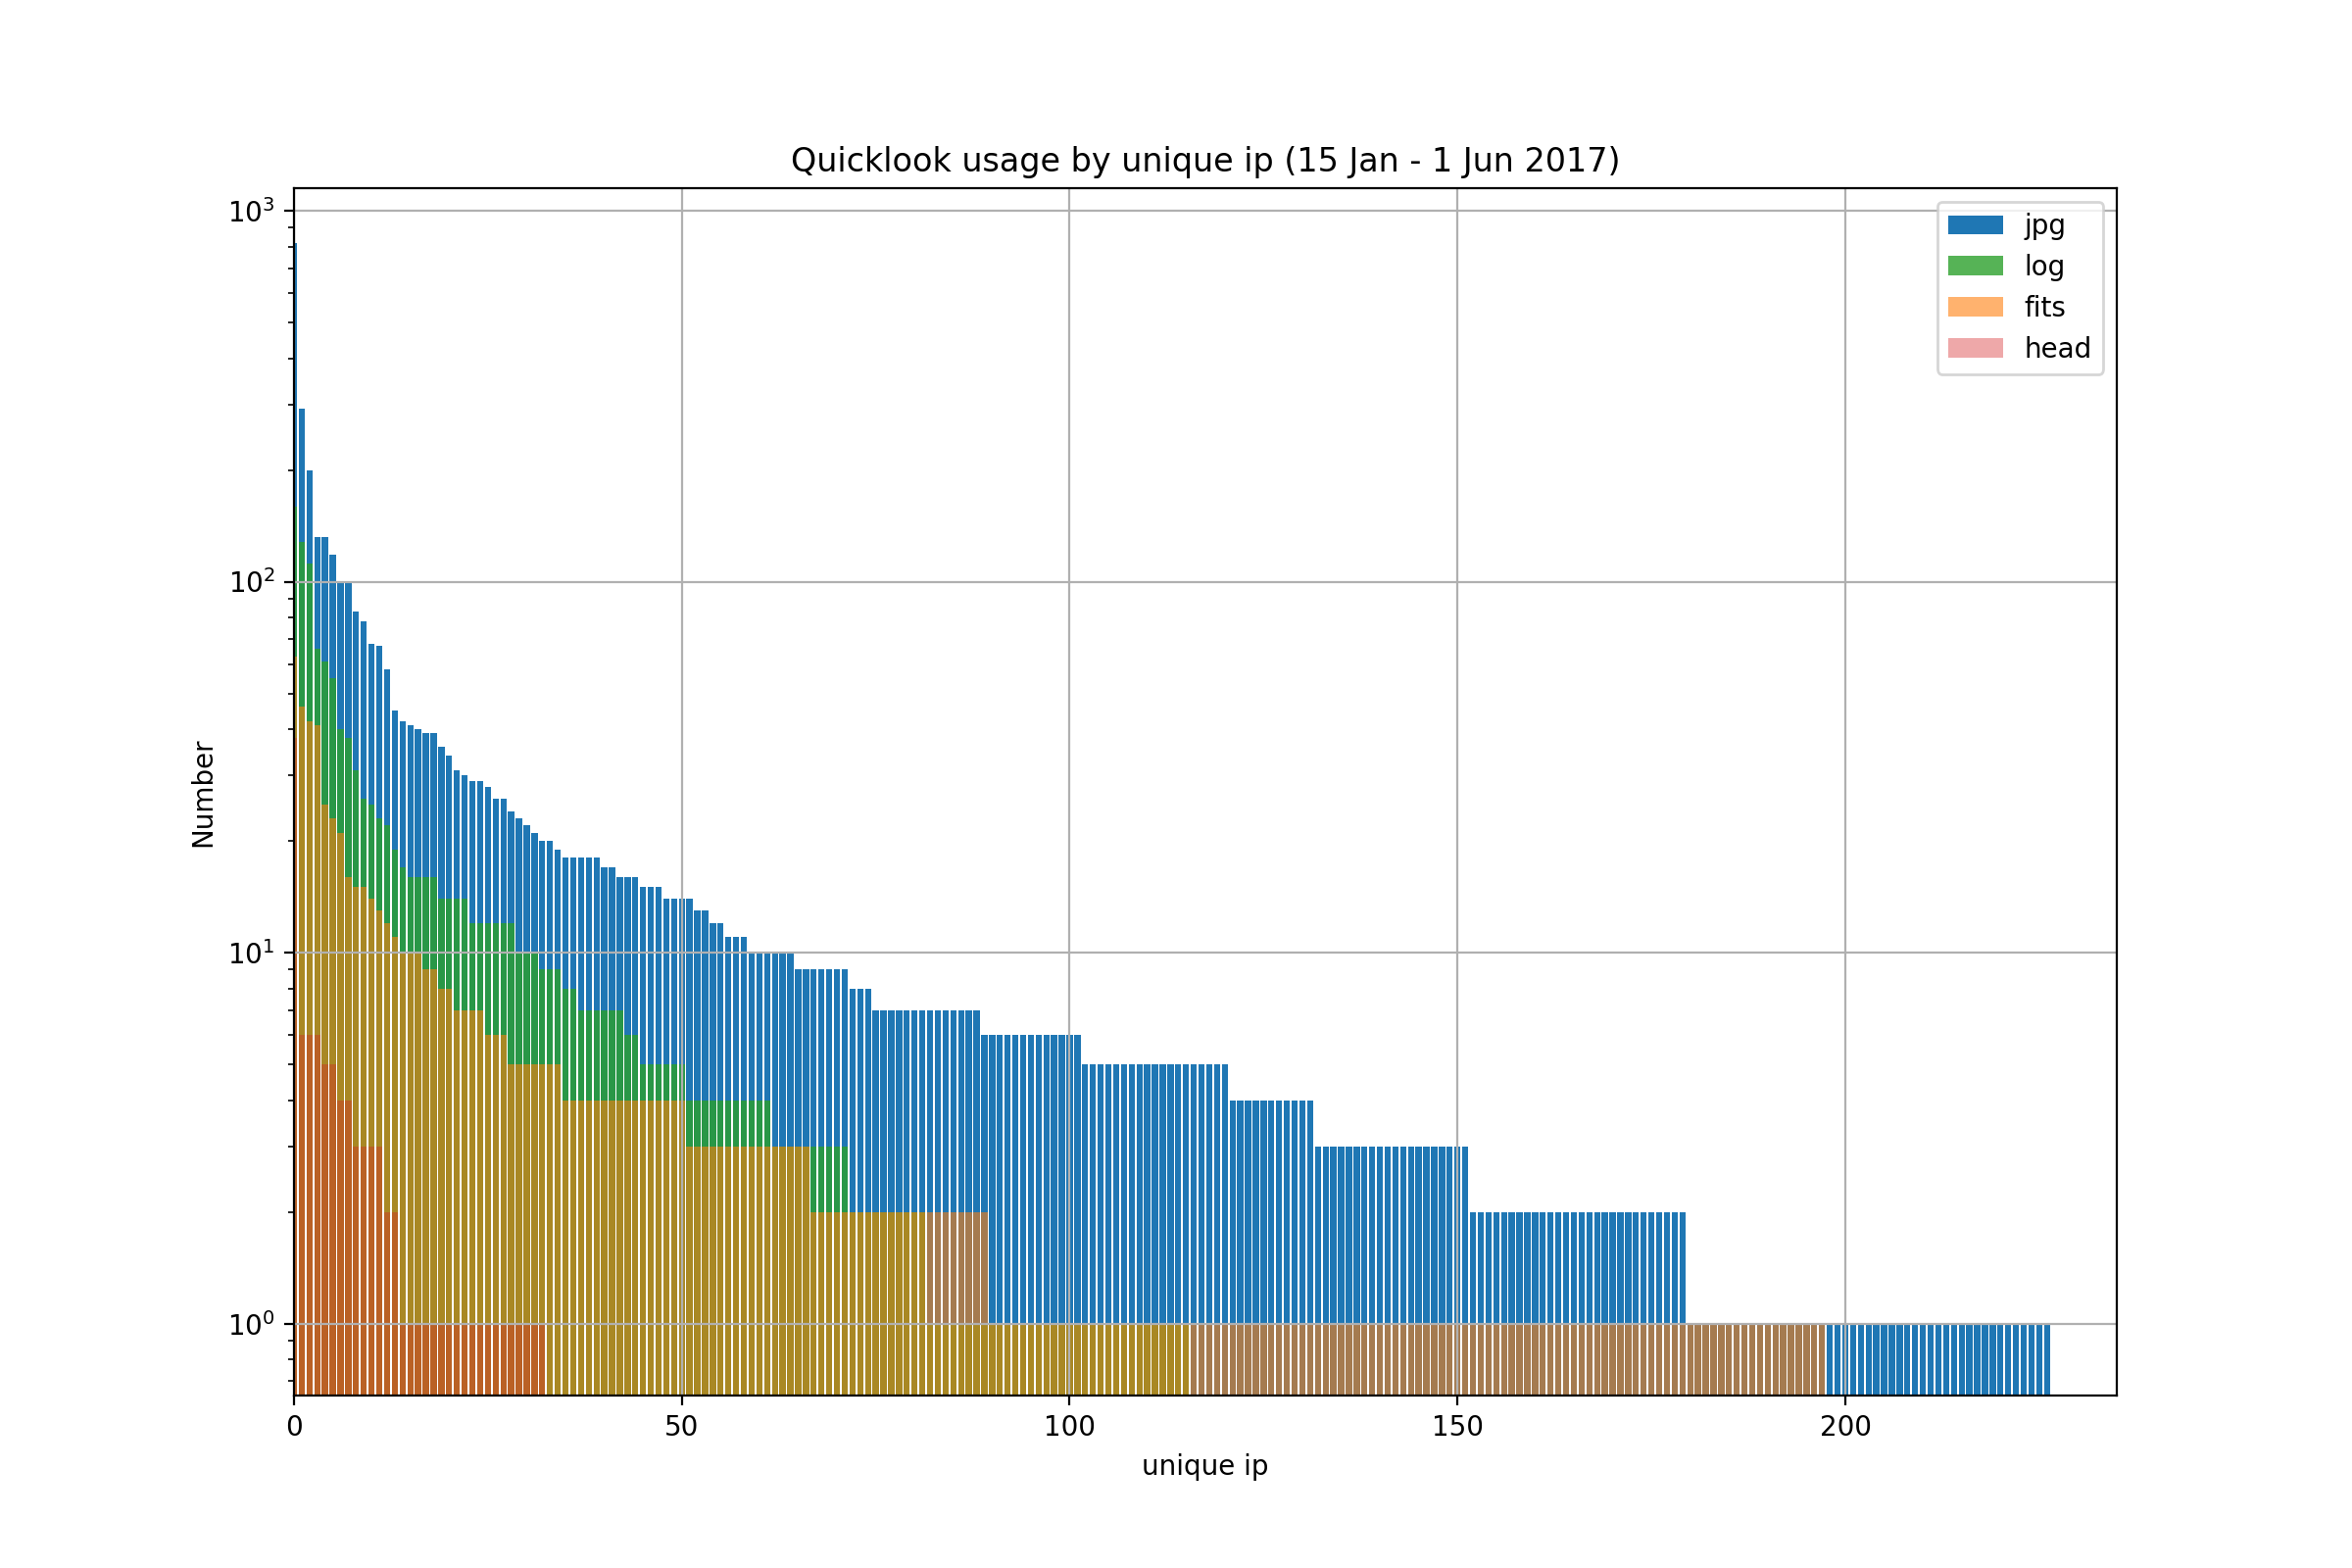 Quicklook usage by unique ip (15 Jan - 1 Jun 2017)
10³
jpg
log
fits
head
10²
Number
10¹
10⁰
0 50 100 150 200
unique ip